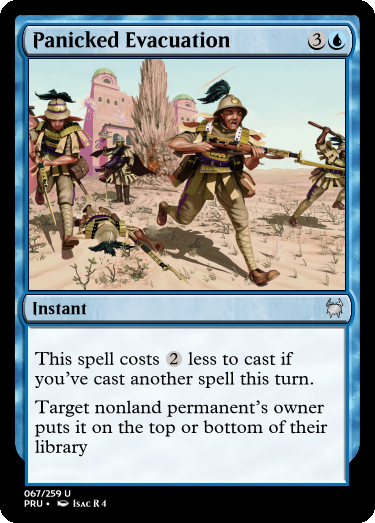 Panicked Evacuation 3
Instant
This spell costs 2 less to cast if
you've cast another spell this turn.
Target nonland permanent's owner
puts it on the top or bottom of their
library
067/259 U
PRU • Isac R 4